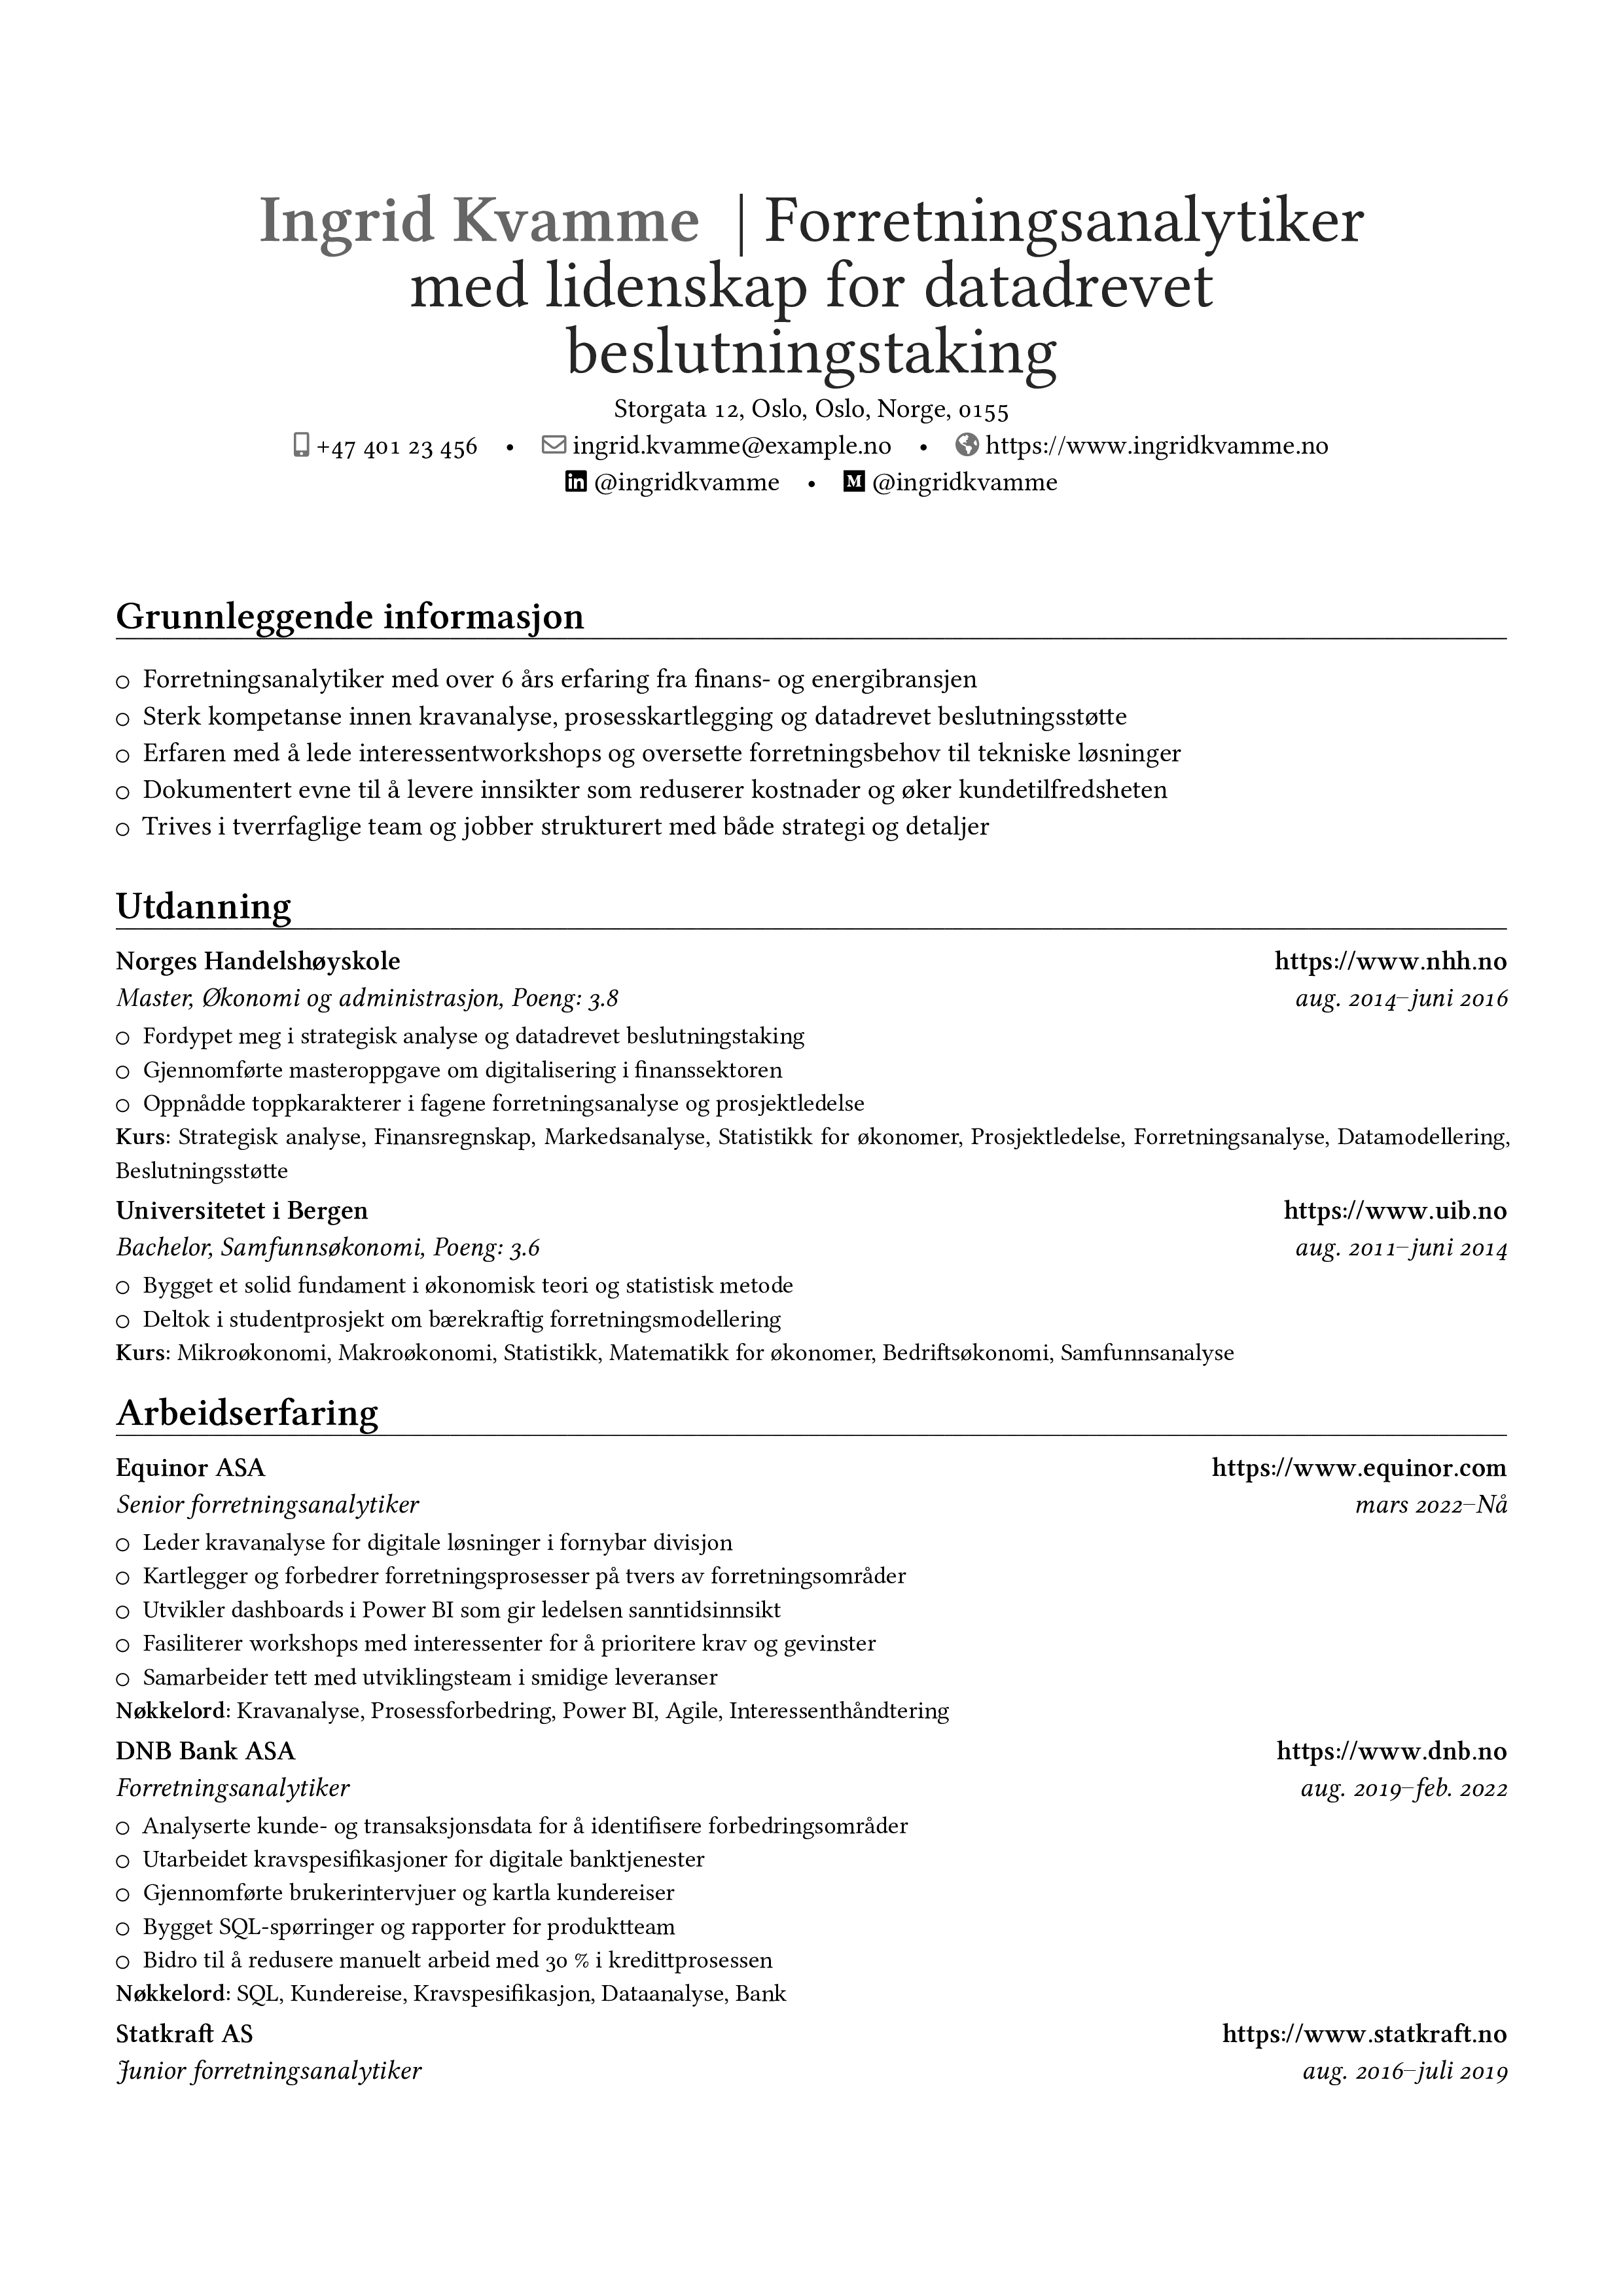 Ingrid Kvamme | Forretningsanalytiker
med lidenskap for datadrevet
beslutningstaking
Storgata 12, Oslo, Oslo, Norge, 0155
+47 401 23 456 • ingrid.kvamme@example.no • https://www.ingridkvamme.no
@ingridkvamme • @ingridkvamme
Grunnleggende informasjon
○ Forretningsanalytiker med over 6 års erfaring fra finans- og energibransjen
○ Sterk kompetanse innen kravanalyse, prosesskartlegging og datadrevet beslutningsstøtte
○ Erfaren med å lede interessentworkshops og oversette forretningsbehov til tekniske løsninger
○ Dokumentert evne til å levere innsikter som reduserer kostnader og øker kundetilfredsheten
○ Trives i tverrfaglige team og jobber strukturert med både strategi og detaljer
Utdanning
Norges Handelshøyskole https://www.nhh.no
Master, Økonomi og administrasjon, Poeng: 3.8 aug. 2014–juni 2016
○ Fordypet meg i strategisk analyse og datadrevet beslutningstaking
○ Gjennomførte masteroppgave om digitalisering i finanssektoren
○ Oppnådde toppkarakterer i fagene forretningsanalyse og prosjektledelse
Kurs: Strategisk analyse, Finansregnskap, Markedsanalyse, Statistikk for økonomer, Prosjektledelse, Forretningsanalyse, Datamodellering,
Beslutningsstøtte
Universitetet i Bergen https://www.uib.no
Bachelor, Samfunnsøkonomi, Poeng: 3.6 aug. 2011–juni 2014
○ Bygget et solid fundament i økonomisk teori og statistisk metode
○ Deltok i studentprosjekt om bærekraftig forretningsmodellering
Kurs: Mikroøkonomi, Makroøkonomi, Statistikk, Matematikk for økonomer, Bedriftsøkonomi, Samfunnsanalyse
Arbeidserfaring
Equinor ASA https://www.equinor.com
Senior forretningsanalytiker mars 2022–Nå
○ Leder kravanalyse for digitale løsninger i fornybar divisjon
○ Kartlegger og forbedrer forretningsprosesser på tvers av forretningsområder
○ Utvikler dashboards i Power BI som gir ledelsen sanntidsinnsikt
○ Fasiliterer workshops med interessenter for å prioritere krav og gevinster
○ Samarbeider tett med utviklingsteam i smidige leveranser
Nøkkelord: Kravanalyse, Prosessforbedring, Power BI, Agile, Interessenthåndtering
DNB Bank ASA https://www.dnb.no
Forretningsanalytiker aug. 2019–feb. 2022
○ Analyserte kunde- og transaksjonsdata for å identifisere forbedringsområder
○ Utarbeidet kravspesifikasjoner for digitale banktjenester
○ Gjennomførte brukerintervjuer og kartla kundereiser
○ Bygget SQL-spørringer og rapporter for produktteam
○ Bidro til å redusere manuelt arbeid med 30 % i kredittprosessen
Nøkkelord: SQL, Kundereise, Kravspesifikasjon, Dataanalyse, Bank
Statkraft AS https://www.statkraft.no
Junior forretningsanalytiker aug. 2016–juli 2019